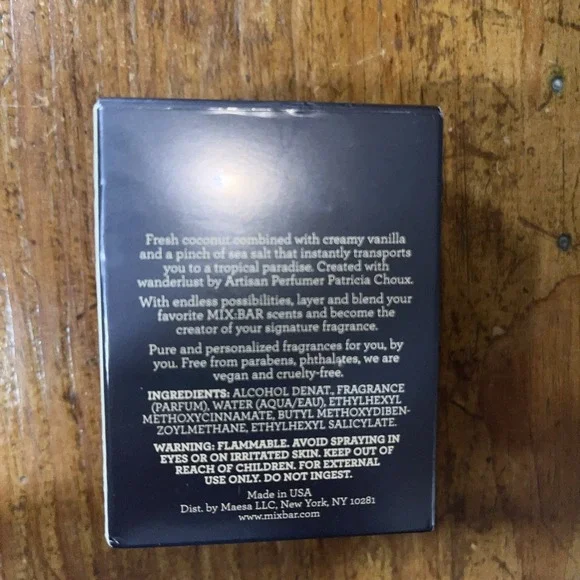 Fresh coconut combined with creamy vanilla
and a pinch of sea salt that instantly transports
you to a tropical paradise. Created with
wanderlust by Artisan Perfumer Patricia Choux.
With endless possibilities, layer and blend your
favorite MIX:BAR scents and become the
creator of your signature fragrance.
Pure and personalized fragrances for you, by
you. Free from parabens, phthalates, we are
vegan and cruelty-free.
INGREDIENTS: ALCOHOL DENAT., FRAGRANCE
(PARFUM), WATER (AQUA/EAU), ETHYLHEXYL
METHOXYCINNAMATE, BUTYL METHOXYDIBEN-
ZOYLMETHANE, ETHYLHEXYL SALICYLATE.
WARNING: FLAMMABLE. AVOID SPRAYING IN
EYES OR ON IRRITATED SKIN. KEEP OUT OF
REACH OF CHILDREN. FOR EXTERNAL
USE ONLY. DO NOT INGEST.
Made in USA
Dist. by Maesa LLC, New York, NY 10281
www.mixbar.com